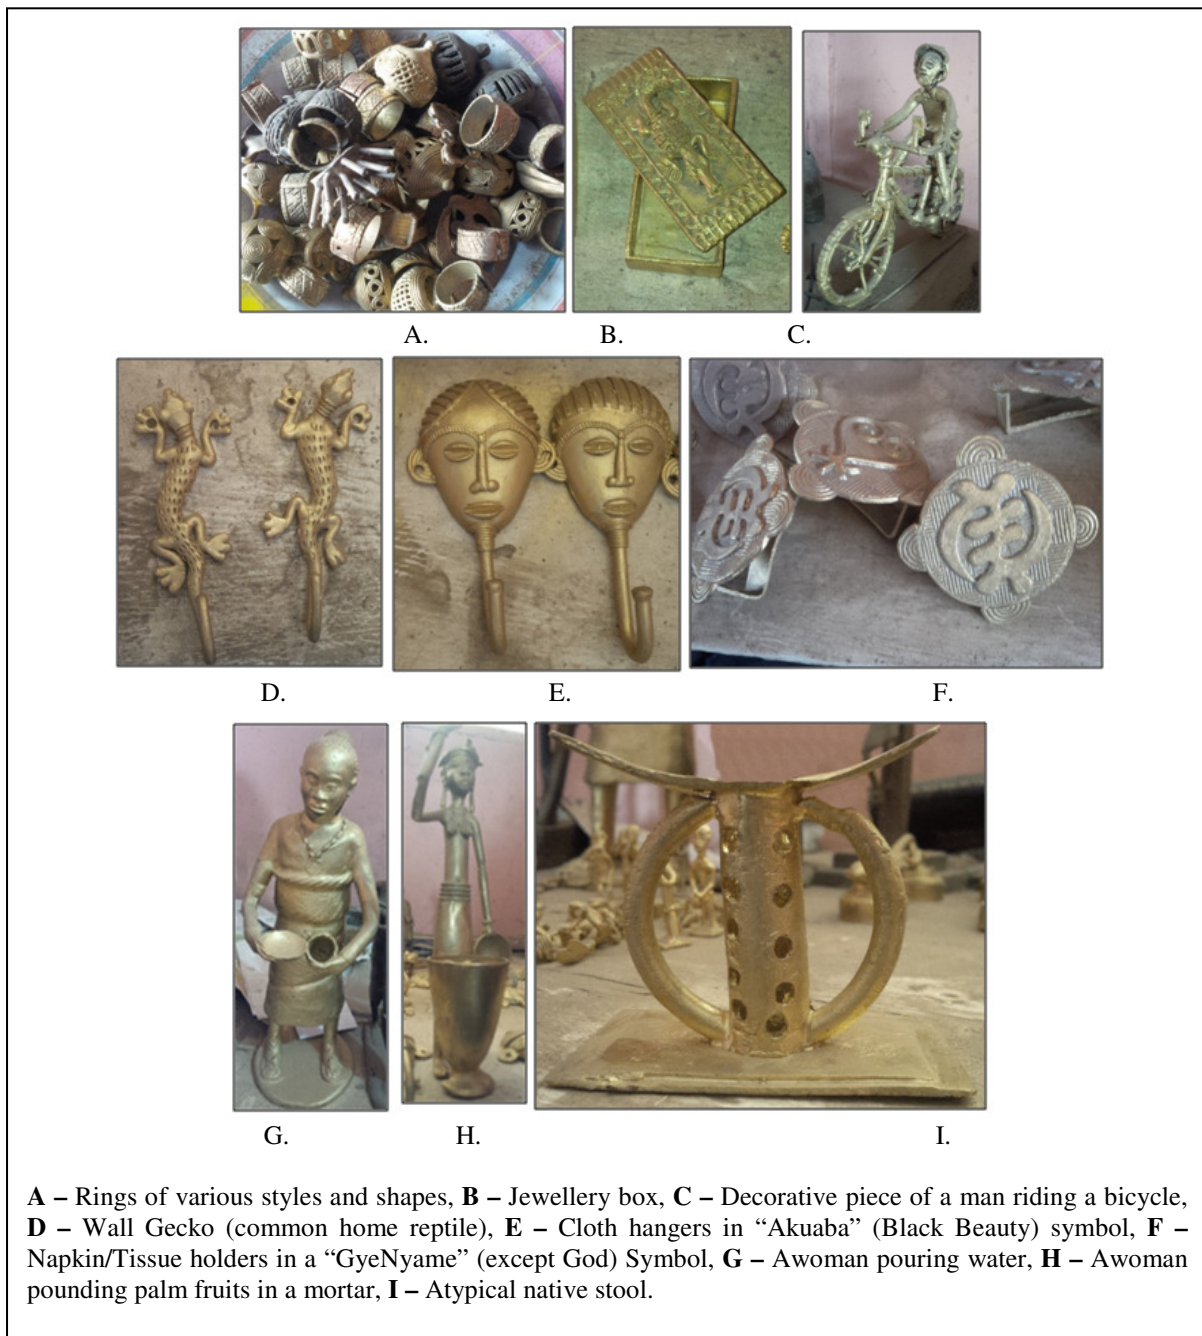 A. B. C.
D. E. F.
G. H. I.
A – Rings of various styles and shapes, B – Jewellery box, C – Decorative piece of a man riding a bicycle,
D – Wall Gecko (common home reptile), E – Cloth hangers in “Akuaba” (Black Beauty) symbol, F –
Napkin/Tissue holders in a “GyeNyame” (except God) Symbol, G – Awoman pouring water, H – Awoman
pounding palm fruits in a mortar, I – Atypical native stool.